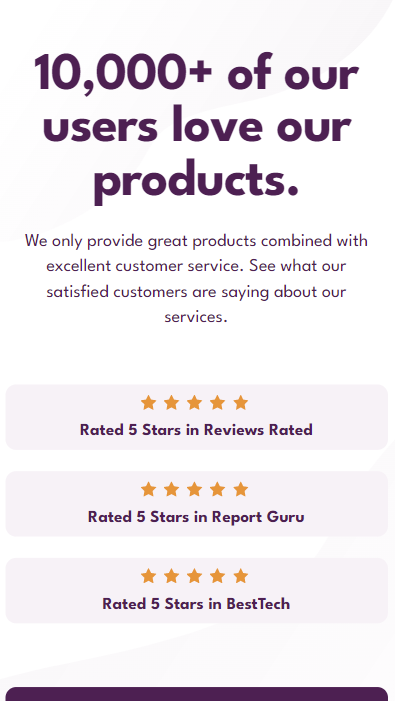 10,000+ of our
users love our
products.
We only provide great products combined with
excellent customer service. See what our
satisfied customers are saying about our
services.
Rated 5 Stars in Reviews Rated
Rated 5 Stars in Report Guru
Rated 5 Stars in BestTech